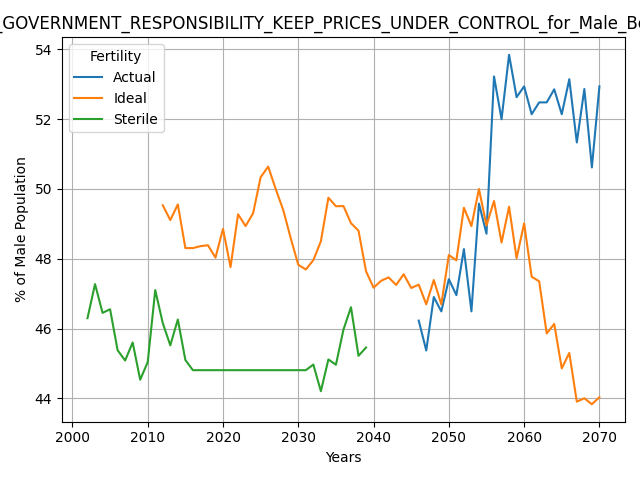 _GOVERNMENT_RESPONSIBILITY_KEEP_PRICES_UNDER_CONTROL_for_Male_B
Fertility
Actual
Ideal
Sterile
% of Male Population
54
52
50
48
46
44
2000 2010 2020 2030 2040 2050 2060 2070
Years